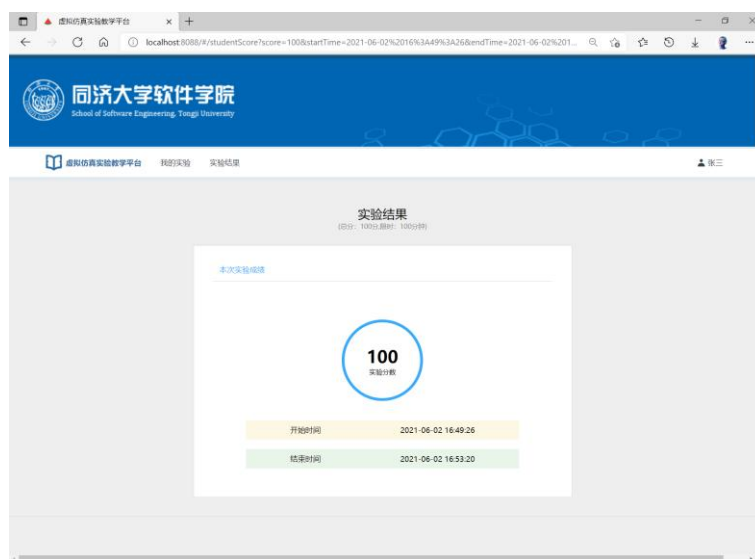 虚拟仿真实验教学平台
localhost:8088/#/studentScore?score=100&startTime=2021-06-02%2016%3A49%3A26&endTime=2021-06-02%201...
同济大学软件学院
School of Software Engineering, Tongji University
虚拟仿真实验教学平台 我的实验 实验结果 张三
实验结果
(总分：100分,限时：100分钟)
本次实验成绩
100
实验分数
开始时间 2021-06-02 16:49:26
结束时间 2021-06-02 16:53:20